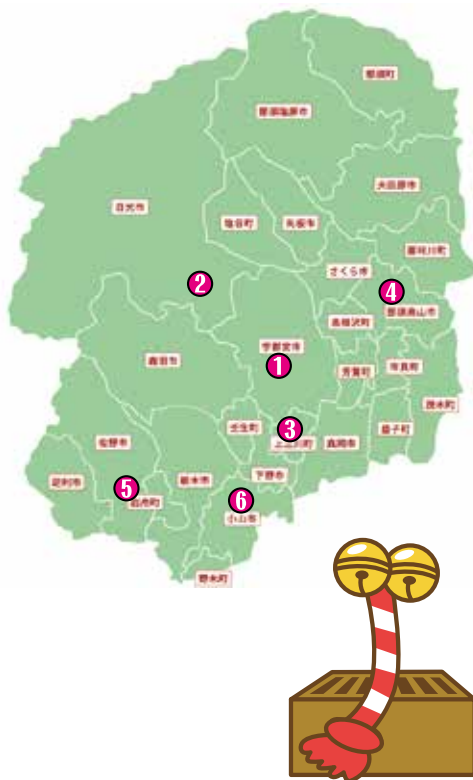 那須町
那須塩原市
大田原市
日光市
塩谷町
矢板市
那珂川町
さくら市
2
4
那須烏山市
高根沢町
宇都宮市
鹿沼市
1
芳賀町
市貝町
茂木町
壬生町
3
上三川町
真岡市
益子町
佐野市
足利市
栃木市
下野市
5
岩舟町
6
小山市
野木町